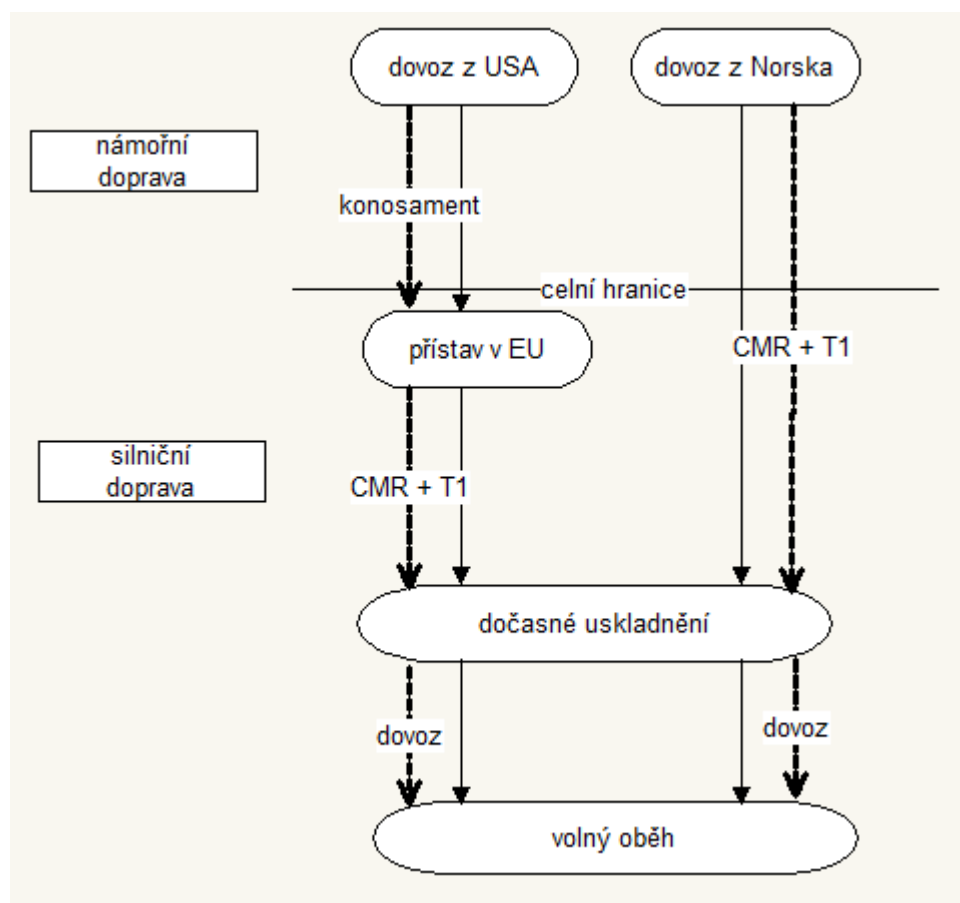 dovoz z USA
dovoz z Norska
námořní
doprava
konosament
celní hranice
přístav v EU
CMR + T1
silniční
doprava
CMR + T1
dočasné uskladnění
dovoz
dovoz
volný oběh